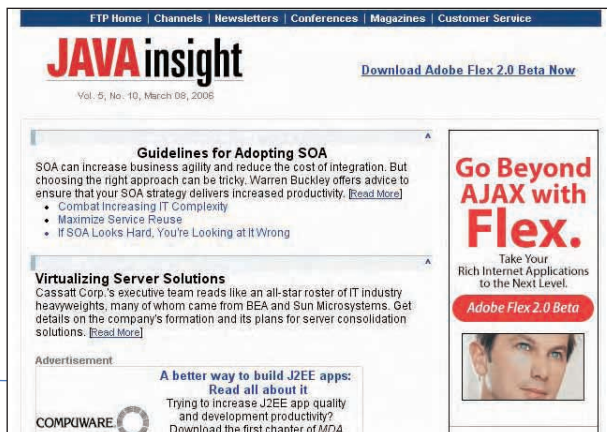 FTP Home | Channels | Newsletters | Conferences | Magazines | Customer Service
JAVA insight
Vol. 5, No. 10, March 08, 2006
Download Adobe Flex 2.0 Beta Now
Guidelines for Adopting SOA
SOA can increase business agility and reduce the cost of integration. But
choosing the right approach can be tricky. Warren Buckley offers advice to
ensure that your SOA strategy delivers increased productivity. [Read More]
• Combat Increasing IT Complexity
• Maximize Service Reuse
• If SOA Looks Hard, You're Looking at It Wrong
Virtualizing Server Solutions
Cassatt Corp.'s executive team reads like an all-star roster of IT industry
heavyweights, many of whom came from BEA and Sun Microsystems. Get
details on the company's formation and its plans for server consolidation
solutions. [Read More]
Advertisement
A better way to build J2EE apps:
Read all about it
Trying to increase J2EE app quality
and development productivity?
Download the first chapter of MDA
COMPUWARE.
Go Beyond
AJAX with
Flex.
Take Your
Rich Internet Applications
to the Next Level.
Adobe Flex 2.0 Beta